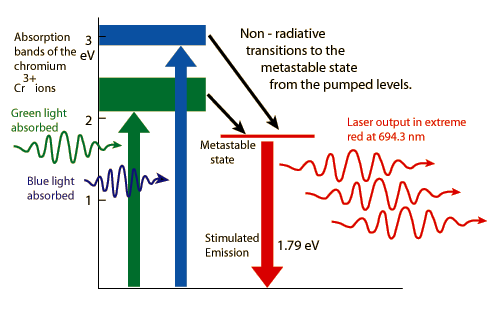 Non - radiative
transitions to the
metastable state
from the pumped levels.
Absorption
bands of the
chromium
3+
Cr ions
3
eV
2
1
Green light
absorbed
Blue light
absorbed
Metastable
state
Laser output in extreme
red at 694.3 nm
Stimulated
Emission
1.79 eV